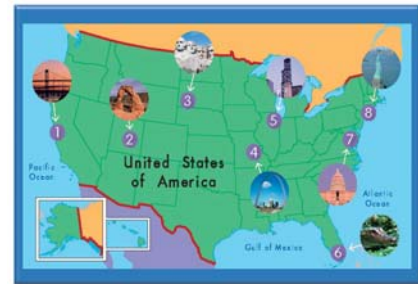 1
2
3
4
5
6
7
8
Pacific
Ocean
United States
of America
Atlantic
Ocean
Gulf of Mexico